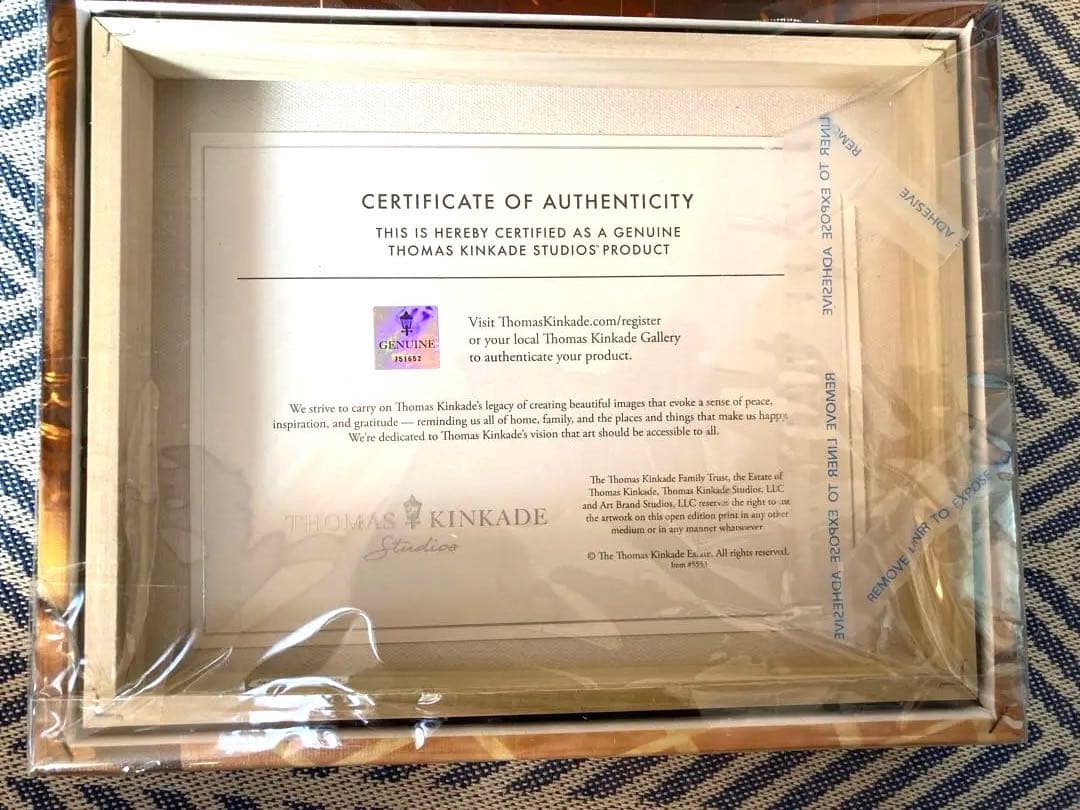 CERTIFICATE OF AUTHENTICITY
THIS IS HEREBY CERTIFIED AS A GENUINE
THOMAS KINKADE STUDIOS™ PRODUCT
GENUINE
751652
Visit ThomasKinkade.com/register
or your local Thomas Kinkade Gallery
to authenticate your product.
We strive to carry on Thomas Kinkade's legacy of creating beautiful images that evoke a sense of peace,
inspiration, and gratitude — reminding us all of home, family, and the places and things that make us happy.
We're dedicated to Thomas Kinkade's vision that art should be accessible to all.
THOMAS KINKADE
Studios
The Thomas Kinkade Family Trust, the Estate of
Thomas Kinkade, Thomas Kinkade Studios, LLC
and Art Brand Studios, LLC reserves the right to use
the artwork on this open edition print in any other
medium or in any manner whatsoever
© The Thomas Kinkade Estate. All rights reserved.
Item #5553
REM
ADHESIVE
LINER TO EXPOSE ADHESIVE
REMOVE LINER TO EXPOSE ADHESIVE
REMOVE LINER TO EXPOSE